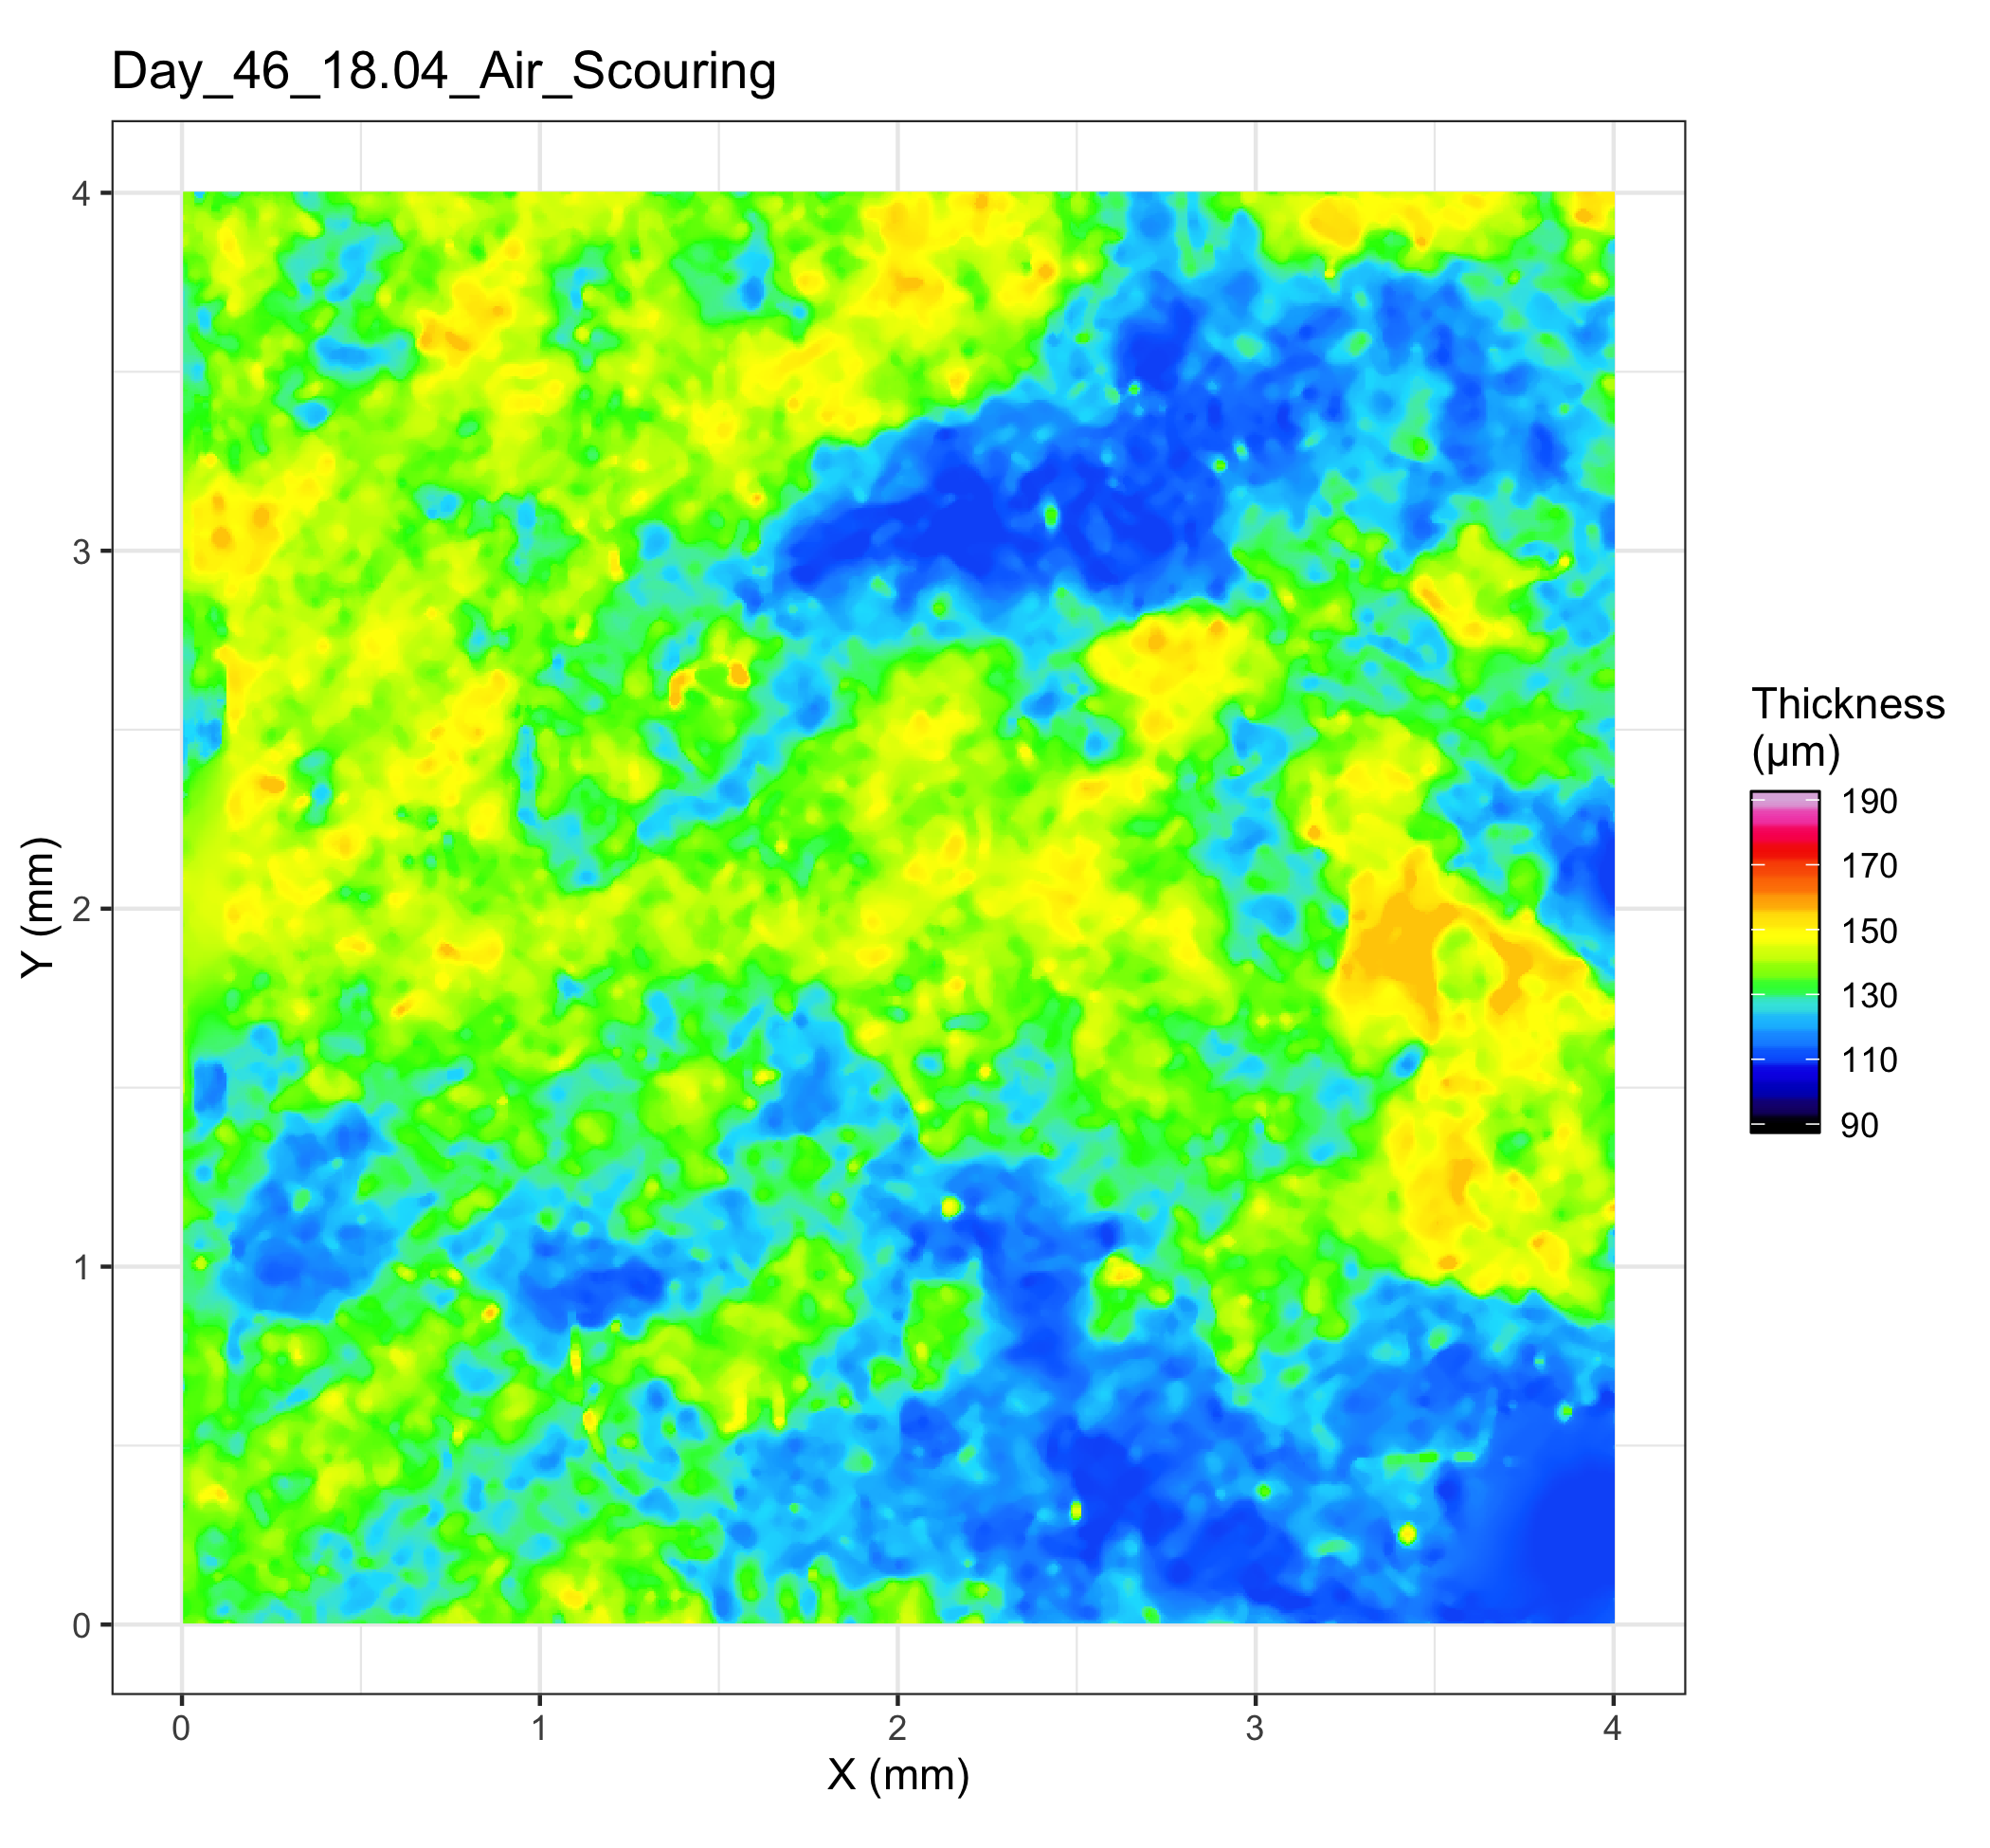 Day_46_18.04_Air_Scouring
4
3
2
1
0
Y (mm)
0 1 2 3 4
X (mm)
Thickness
(μm)
190
170
150
130
110
90